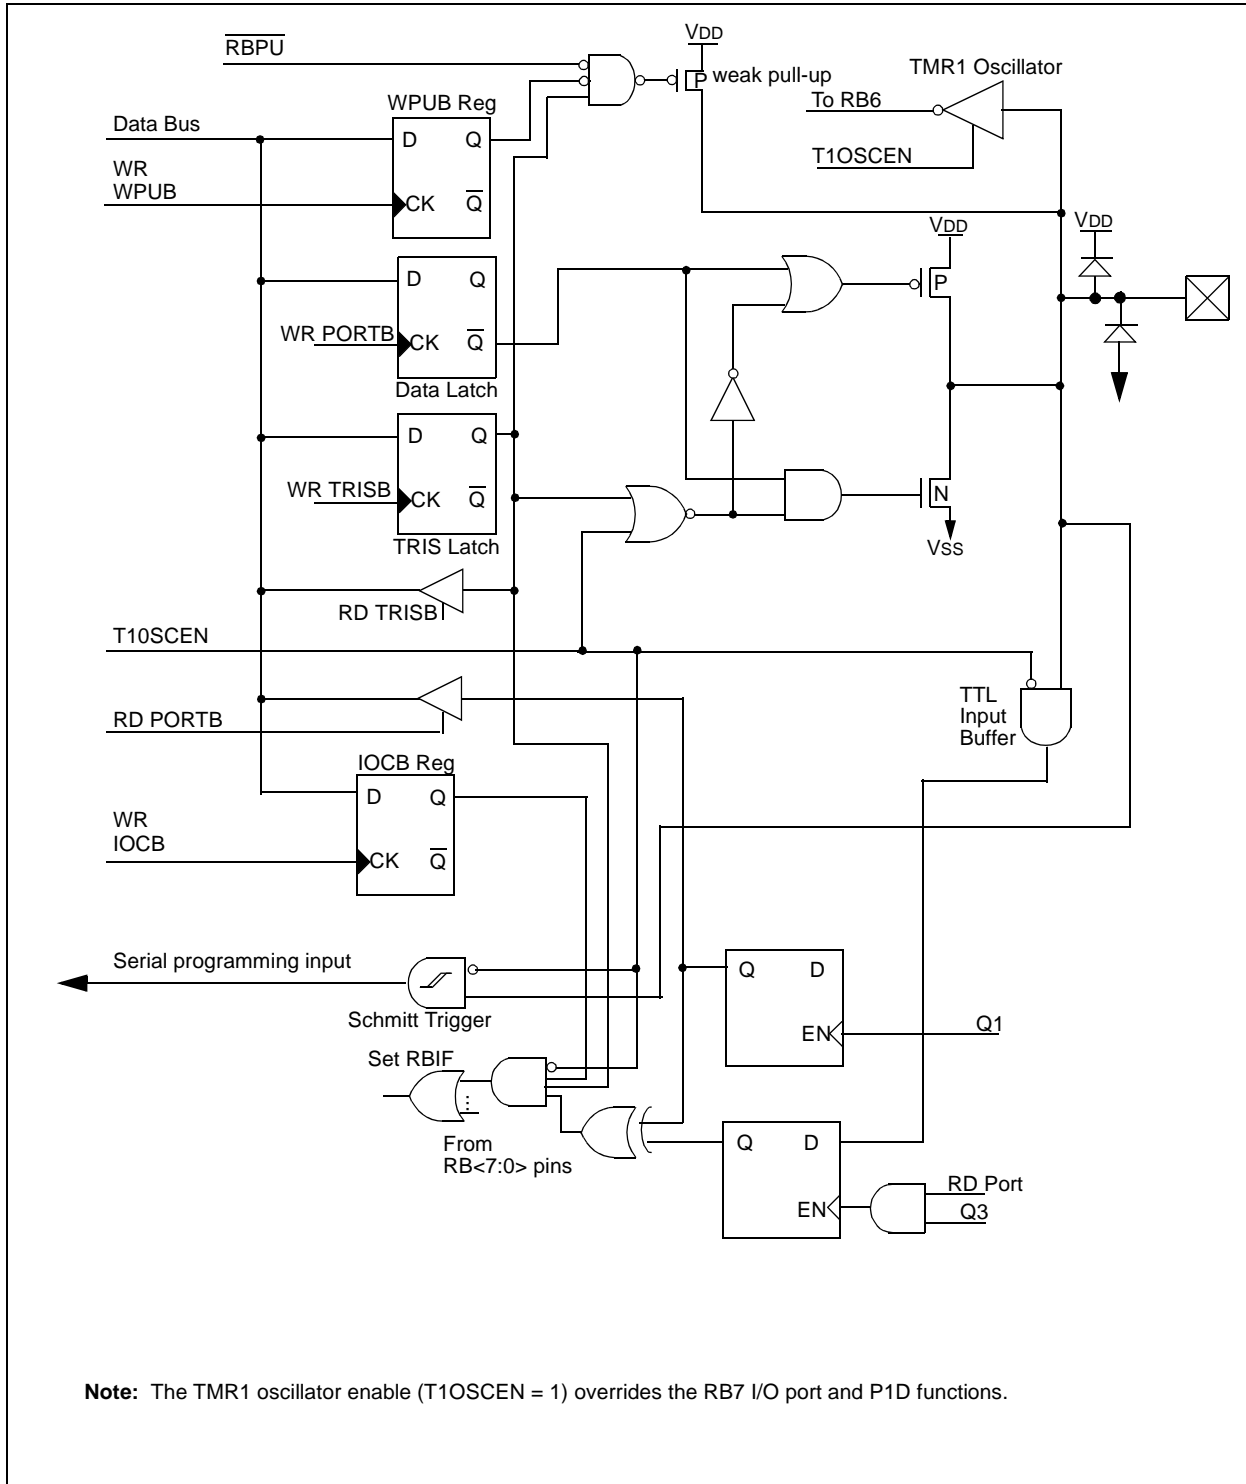 RBPU
VDD
P weak pull-up
TMR1 Oscillator
To RB6
T1OSCEN
WPUB Reg
Data Bus
D Q
WR
WPUB
CK Q
VDD
VDD
D Q
P
WR PORTB
CK Q
Data Latch
D Q
WR TRISB
CK Q
N
TRIS Latch
VSS
RD TRISB
T10SCEN
TTL
Input
Buffer
RD PORTB
IOCB Reg
D Q
WR
IOCB
CK Q
Serial programming input
Schmitt Trigger
Q D
EN
Q1
Set RBIF
From
RB<7:0> pins
Q D
EN
RD Port
Q3
Note: The TMR1 oscillator enable (T1OSCEN = 1) overrides the RB7 I/O port and P1D functions.